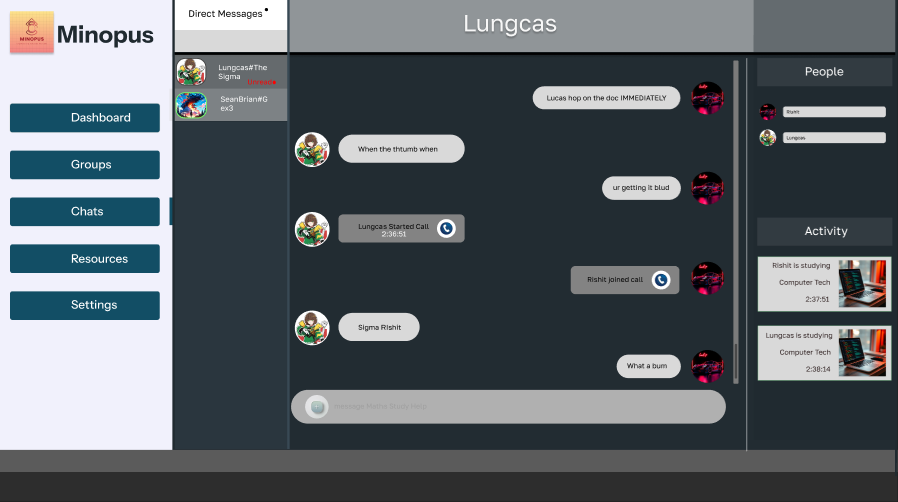 MINOPUS
Minopus
Dashboard
Groups
Chats
Resources
Settings
Direct Messages
Lungcas#The
Sigma
Unread
SeanBrian#G
ex3
Lungcas
Lucas hop on the doc IMMEDIATELY
When the thtumb when
ur getting it blud
Lungcas Started Call
2:36:51
Rishit joined call
Sigma Rishit
What a bum
Message Maths Study Help
People
Rishit
Lungcas
Activity
Rishit is studying
Computer Tech
2:37:51
Lungcas is studying
Computer Tech
2:38:14